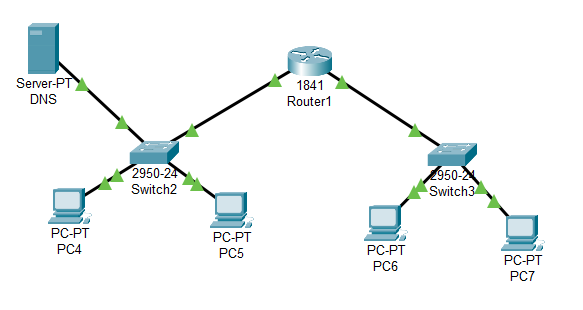 Server-PT
DNS
1841
Router1
2950-24
Switch2
2950-24
Switch3
PC-PT
PC4
PC-PT
PC5
PC-PT
PC6
PC-PT
PC7